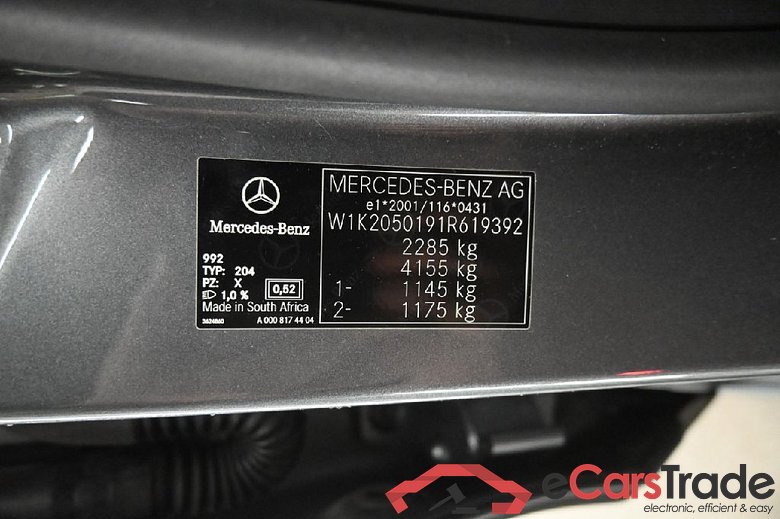 Mercedes-Benz
992
TYP: 204
PZ: X
0,52
1,0 %
Made in South Africa
A 000 817 44 04
MERCEDES-BENZ AG
e1*2001/116*0431
W1K2050191R619392
2285 kg
4155 kg
1- 1145 kg
2- 1175 kg
eCarsTrade
electronic, efficient & easy